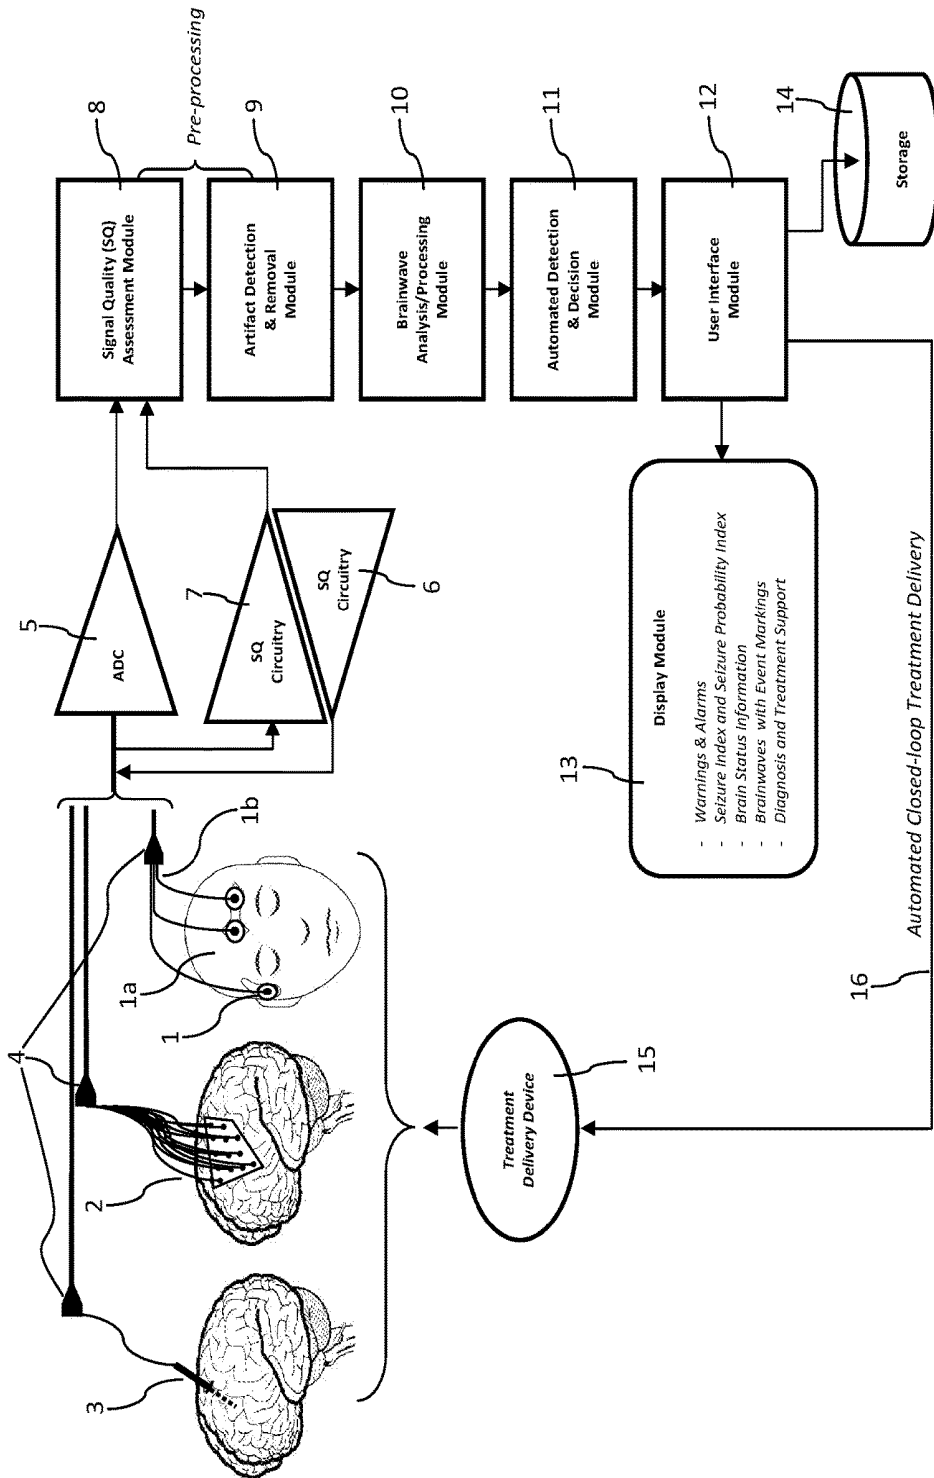 3
2
4
1
1a
1b
5
ADC
7
SQ
Circuitry
SQ
Circuitry
6
8
Signal Quality (SQ)
Assessment Module
Pre-processing
9
Artifact Detection
& Removal
Module
10
Brainwave
Analysis/Processing
Module
11
Automated Detection
& Decision
Module
12
User Interface
Module
14
Storage
13
Display Module
- Warnings & Alarms
- Seizure Index and Seizure Probability Index
- Brain Status Information
- Brainwaves with Event Markings
- Diagnosis and Treatment Support
15
Treatment
Delivery Device
16
Automated Closed-loop Treatment Delivery